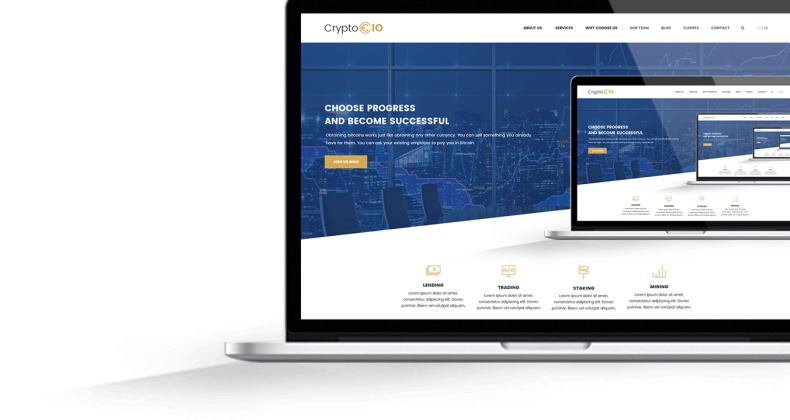 Crypto CIO
ABOUT US SERVICES WHY CHOOSE US OUR TEAM BLOG CLIENTS CONTACT
CHOOSE PROGRESS
AND BECOME SUCCESSFUL
Obtaining bitcoins works just like obtaining any other currency. You can sell something you already
have for them. You can ask your existing employer to pay you in Bitcoin.
JOIN US NOW
Crypto CIO
CHOOSE PROGRESS
AND BECOME SUCCESSFUL
LENDING
Lorem ipsum dolor sit amet,
consectetur adipiscing elit. Donec
pulvinar, libero vel volutpat aliquam,
TRADING
Lorem ipsum dolor sit amet,
consectetur adipiscing elit. Donec
pulvinar, libero vel volutpat aliquam,
STAKING
Lorem ipsum dolor sit amet,
consectetur adipiscing elit. Donec
pulvinar, libero vel volutpat aliquam,
MINING
Lorem ipsum dolor sit amet,
consectetur adipiscing elit. Donec
pulvinar, libero vel volutpat aliquam,